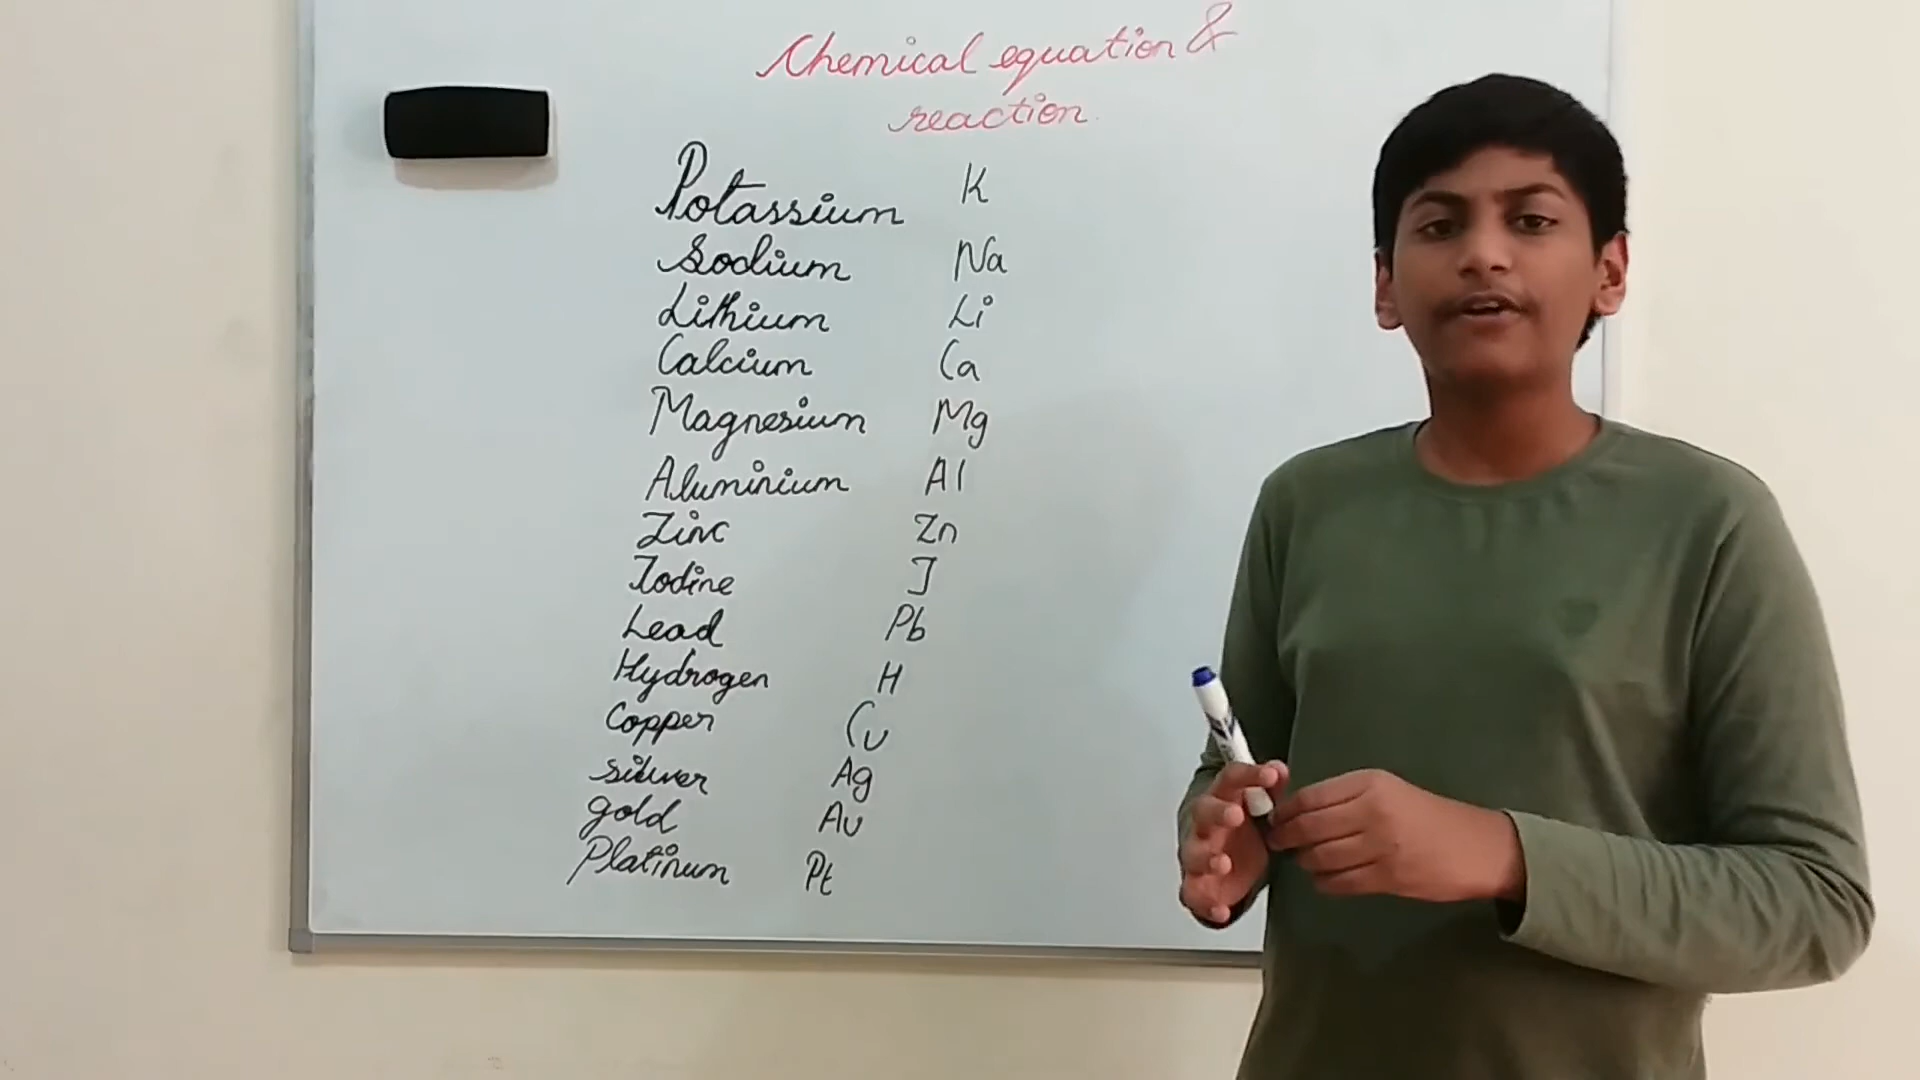 Chemical equation &
reaction
Potassium K
Sodium Na
Lithium Li
Calcium Ca
Magnesium Mg
Aluminium Al
Zinc Zn
Iodine I
Lead Pb
Hydrogen H
Copper Cu
silver Ag
gold Au
Platinum Pt